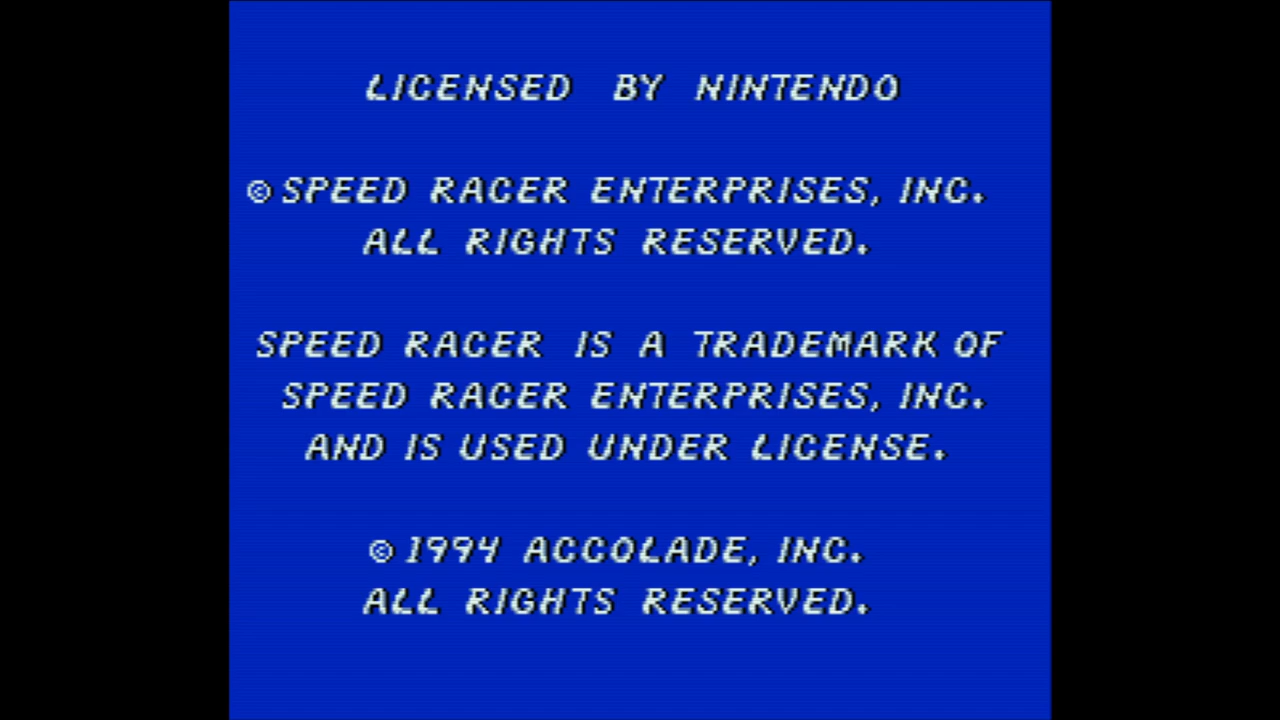 LICENSED BY NINTENDO
© SPEED RACER ENTERPRISES, INC.
ALL RIGHTS RESERVED.
SPEED RACER IS A TRADEMARK OF
SPEED RACER ENTERPRISES, INC.
AND IS USED UNDER LICENSE.
© 1994 ACCOLADE, INC.
ALL RIGHTS RESERVED.